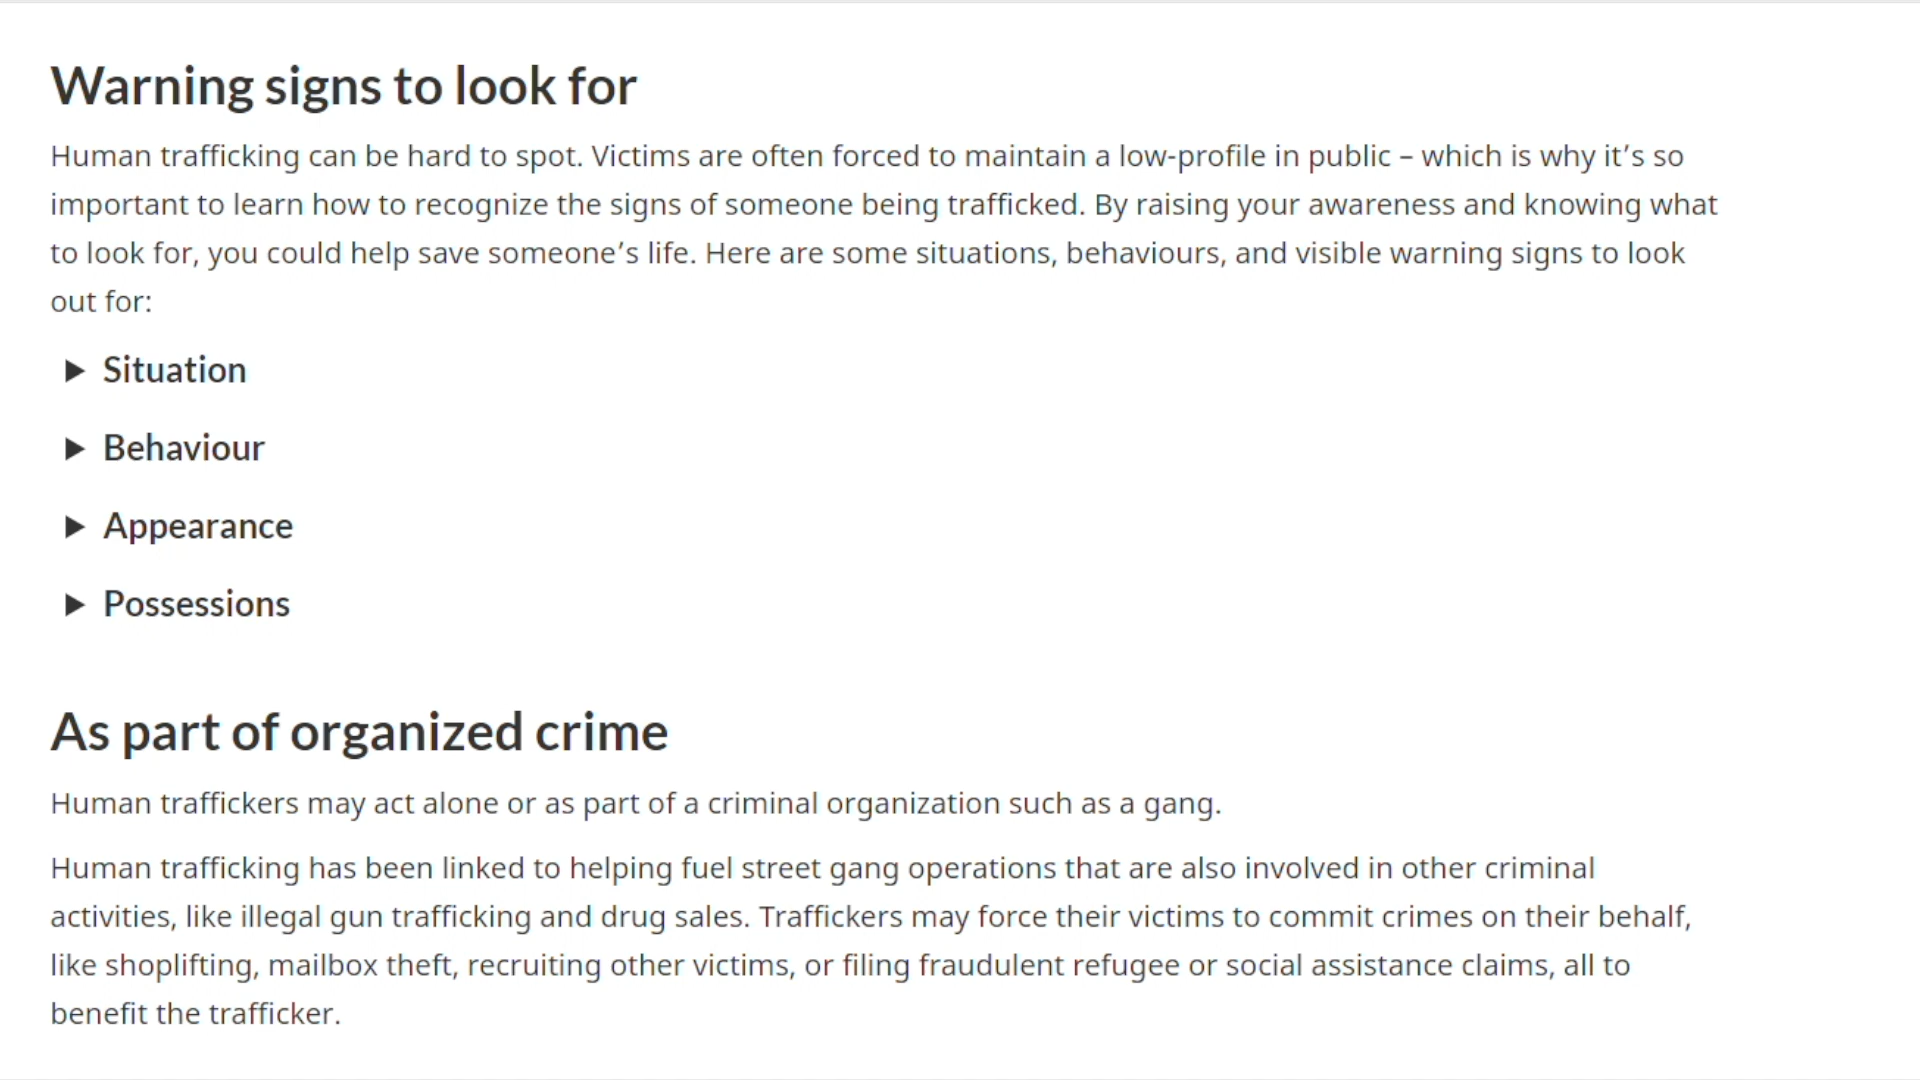 Warning signs to look for
Human trafficking can be hard to spot. Victims are often forced to maintain a low-profile in public – which is why it’s so
important to learn how to recognize the signs of someone being trafficked. By raising your awareness and knowing what
to look for, you could help save someone’s life. Here are some situations, behaviours, and visible warning signs to look
out for:
Situation
Behaviour
Appearance
Possessions
As part of organized crime
Human traffickers may act alone or as part of a criminal organization such as a gang.
Human trafficking has been linked to helping fuel street gang operations that are also involved in other criminal
activities, like illegal gun trafficking and drug sales. Traffickers may force their victims to commit crimes on their behalf,
like shoplifting, mailbox theft, recruiting other victims, or filing fraudulent refugee or social assistance claims, all to
benefit the trafficker.